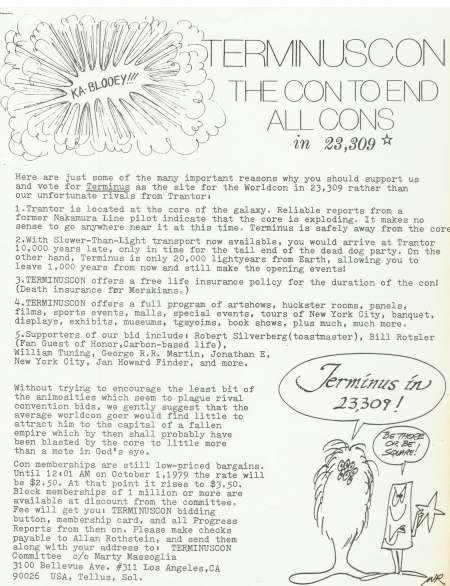 KA-BLOOEY!!!
TERMINUSCON
THE CON TO END
ALL CONS
in 23,309 ☆
Here are just some of the many important reasons why you should support us
and vote for Terminus as the site for the Worldcon in 23,309 rather than
our unfortunate rivals from Trantor:
1.Trantor is located at the core of the galaxy. Reliable reports from a
former Nakamura Line pilot indicate that the core is exploding. It makes no
sense to go anywhere near it at this time. Terminus is safely away from the core
2.With Slower-Than-Light transport now available, you would arrive at Trantor
10,000 years late, only in time for the tail end of the dead dog party. On the
other hand, Terminus is only 20,000 lightyears from Earth, allowing you to
leave 1,000 years from now and still make the opening events!
3.TERMINUSCON offers a free life insurance policy for the duration of the con!
(Death insurance for Merakians.)
4.TERMINUSCON offers a full program of artshows, huckster rooms, panels,
films, sports events, malls, special events, tours of New York City, banquet,
displays, exhibits, museums, tgsyoims, book shows, plus much, much more.
5.Supporters of our bid include: Robert Silverberg(toastmaster), Bill Rotsler
(Fan Guest of Honor,Carbon-based life),
William Tuning, George R.R. Martin, Jonathan E,
New York City, Jan Howard Finder, and more.
Without trying to encourage the least bit of
the animosities which seem to plague rival
convention bids, we gently suggest that the
average worldcon goer would find little to
attract him to the capital of a fallen
empire which by then shall probably have
been blasted by the core to little more
than a mote in God's eye.
Con memberships are still low-priced bargains.
Until 12:01 AM on October 1,1979 the rate will
be $2.50. At that point it rises to $3.50.
Block memberships of 1 million or more are
available at discount from the committee.
Fee will get you: TERMINUSCON bidding
button, membership card, and all Progress
Reports from then on. Please make checks
payable to Allan Rothstein, and send them
along with your address to: TERMINUSCON
Committee c/o Marty Massoglia
3100 Bellevue Ave. #311 Los Angeles,CA
90026 USA, Tellus, Sol.
Terminus in
23,309!
BE THERE
OR BE
SQUARE!
WR